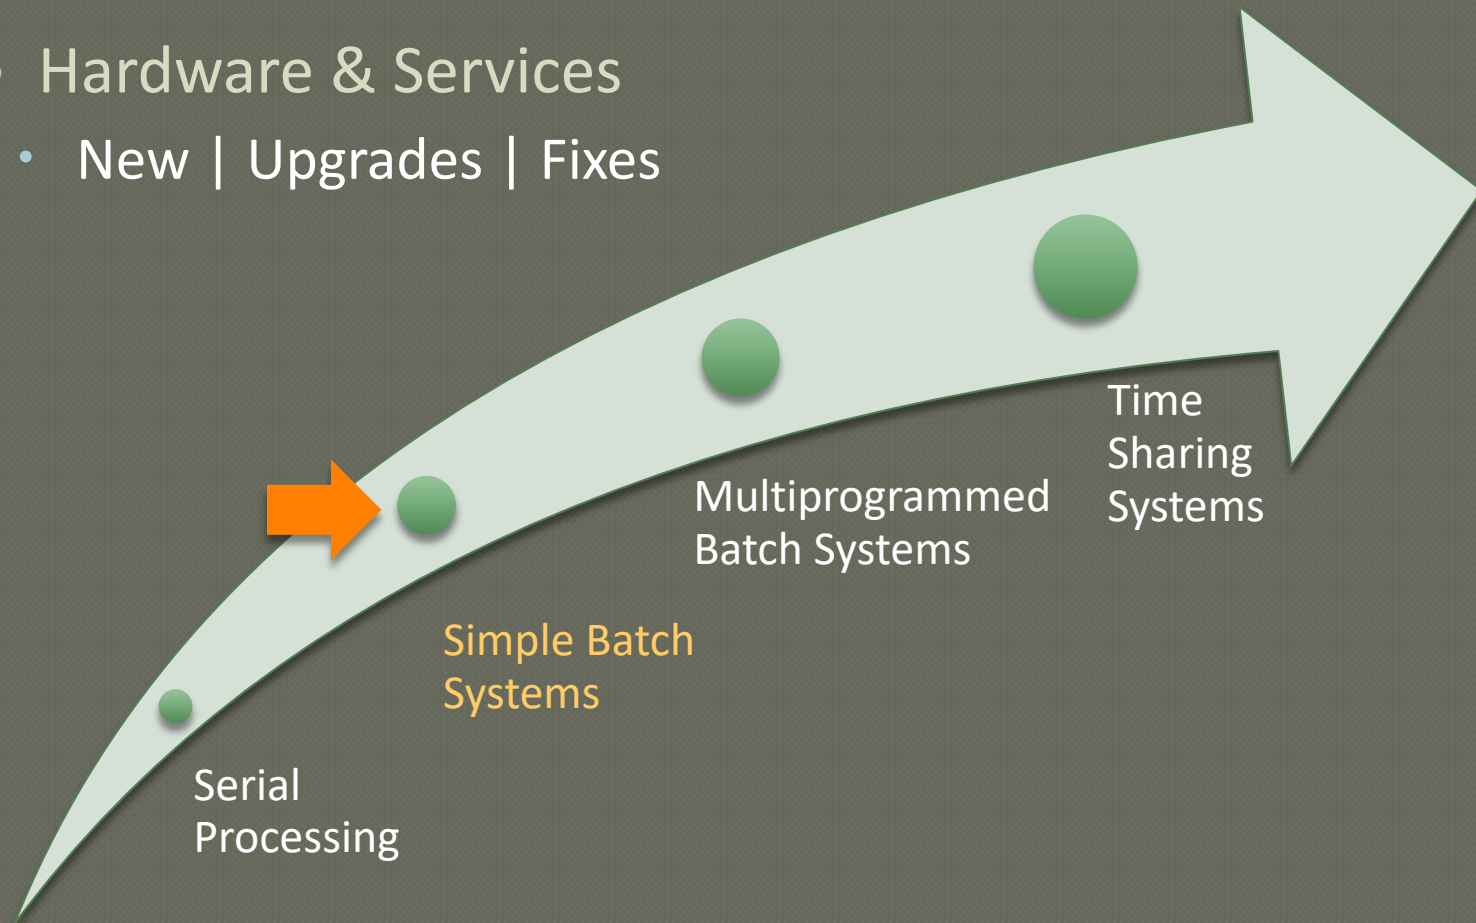 Hardware & Services
New | Upgrades | Fixes
Time
Sharing
Systems
Multiprogrammed
Batch Systems
Simple Batch
Systems
Serial
Processing